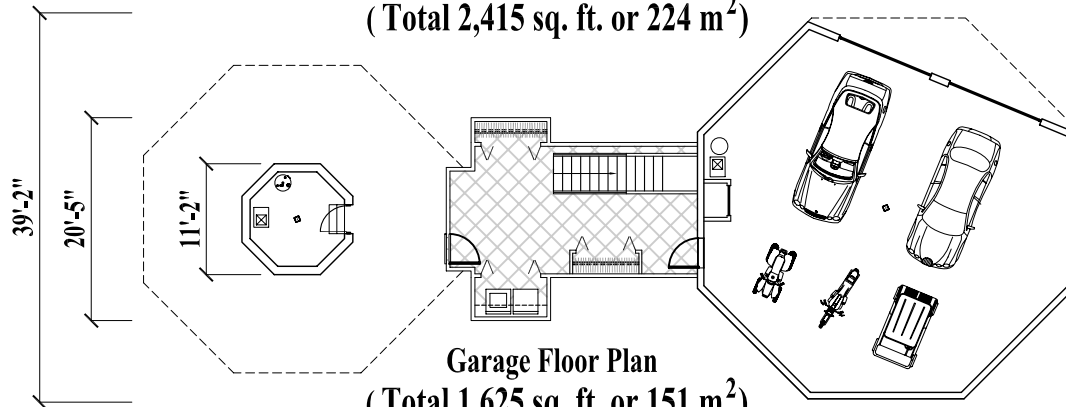 ( Total 2,415 sq. ft. or 224 m²)
39'-2"
20'-5"
11'-2"
Garage Floor Plan
( Total 1,625 sq. ft. or 151 m²)